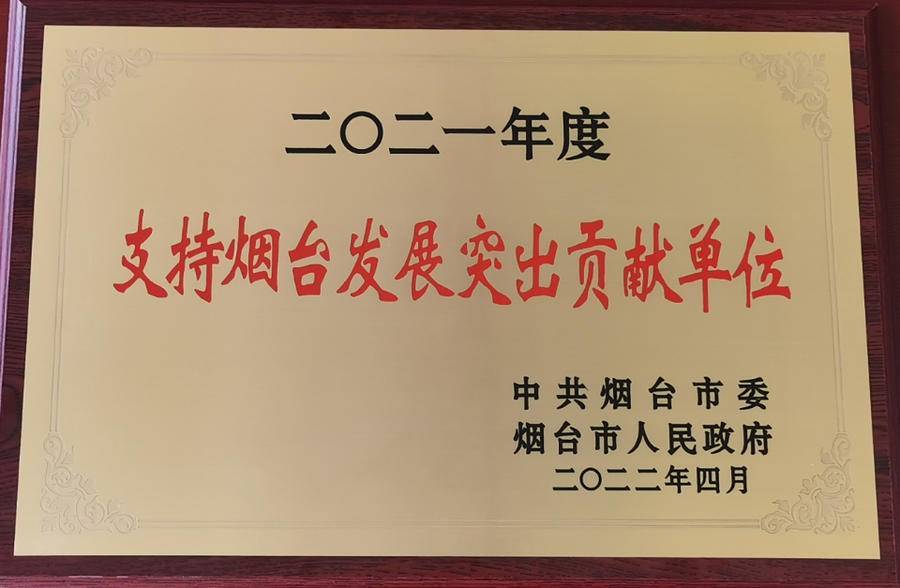 二〇二一年度
支持烟台发展突出贡献单位
中共烟台市委
烟台市人民政府
二〇二二年四月